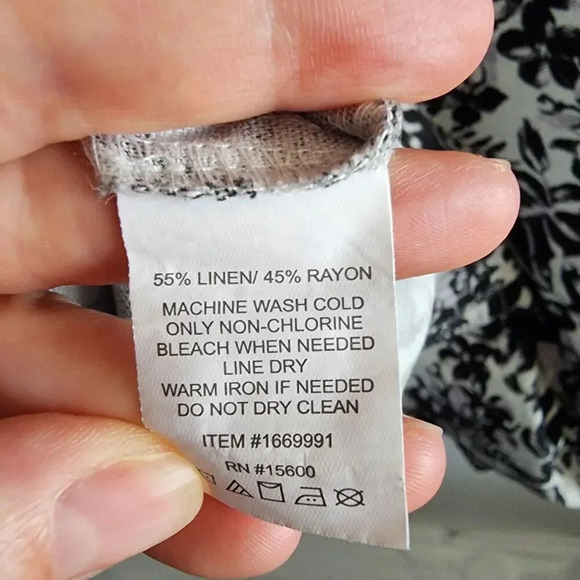 55% LINEN/ 45% RAYON
MACHINE WASH COLD
ONLY NON-CHLORINE
BLEACH WHEN NEEDED
LINE DRY
WARM IRON IF NEEDED
DO NOT DRY CLEAN
ITEM #1669991
RN #15600